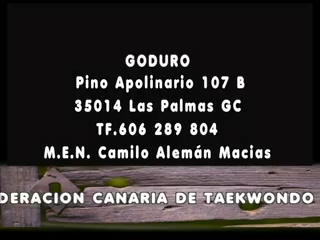 GODURO
Pino Apolinario 107 B
35014 Las Palmas GC
TF.606 289 804
M.E.N. Camilo Alemán Macias
DERACION CANARIA DE TAEKWONDO